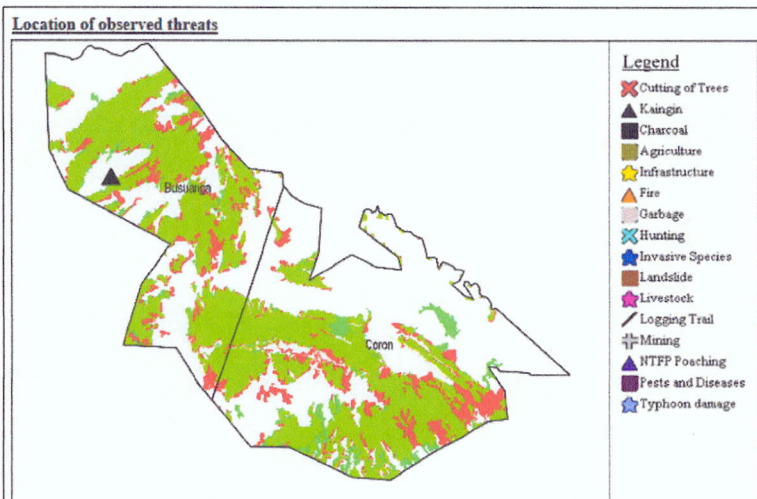 Location of observed threats
Legend
Cutting of Trees
Kaingin
Charcoal
Agriculture
Infrastructure
Fire
Garbage
Hunting
Invasive Species
Landslide
Livestock
Logging Trail
Mining
NTFP Poaching
Pests and Diseases
Typhoon damage
Busuanga
Coron